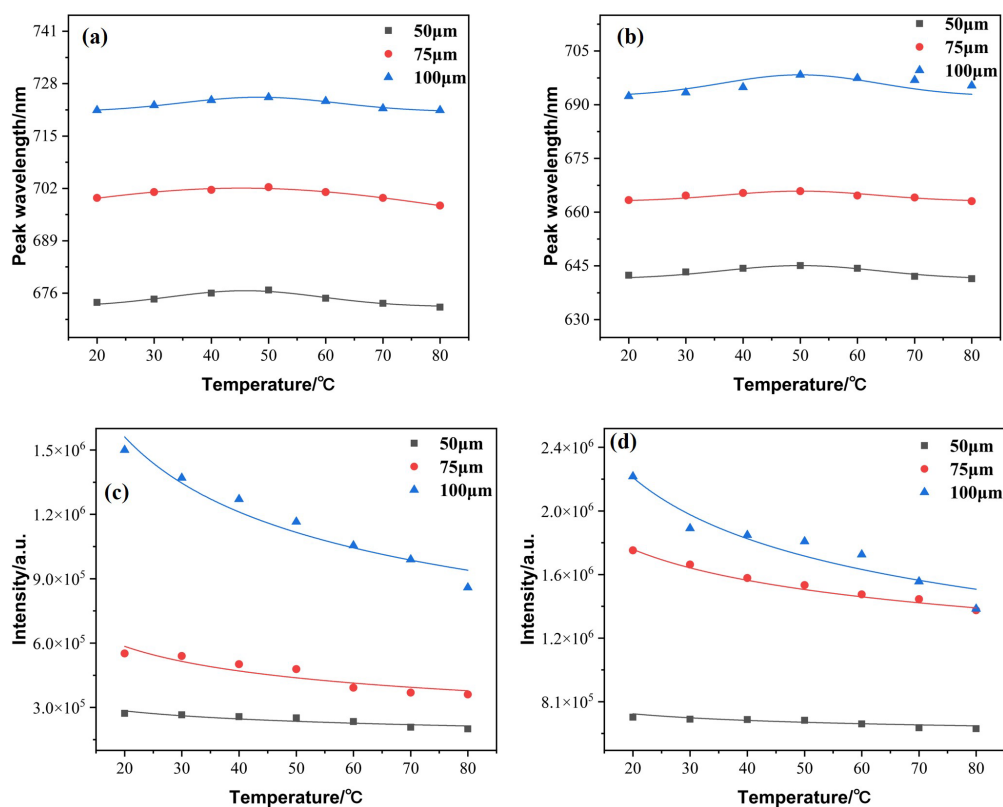 (a)
50μm
75μm
100μm
741
728
715
702
689
676
20 30 40 50 60 70 80
Temperature/℃
Peak wavelength/nm
(b)
50μm
75μm
100μm
705
690
675
660
645
630
20 30 40 50 60 70 80
Temperature/℃
Peak wavelength/nm
(c)
50μm
75μm
100μm
1.5×10⁶
1.2×10⁶
9.0×10⁵
6.0×10⁵
3.0×10⁵
20 30 40 50 60 70 80
Temperature/℃
Intensity/a.u.
(d)
50μm
75μm
100μm
2.4×10⁶
2.0×10⁶
1.6×10⁶
1.2×10⁶
8.1×10⁵
20 30 40 50 60 70 80
Temperature/℃
Intensity/a.u.